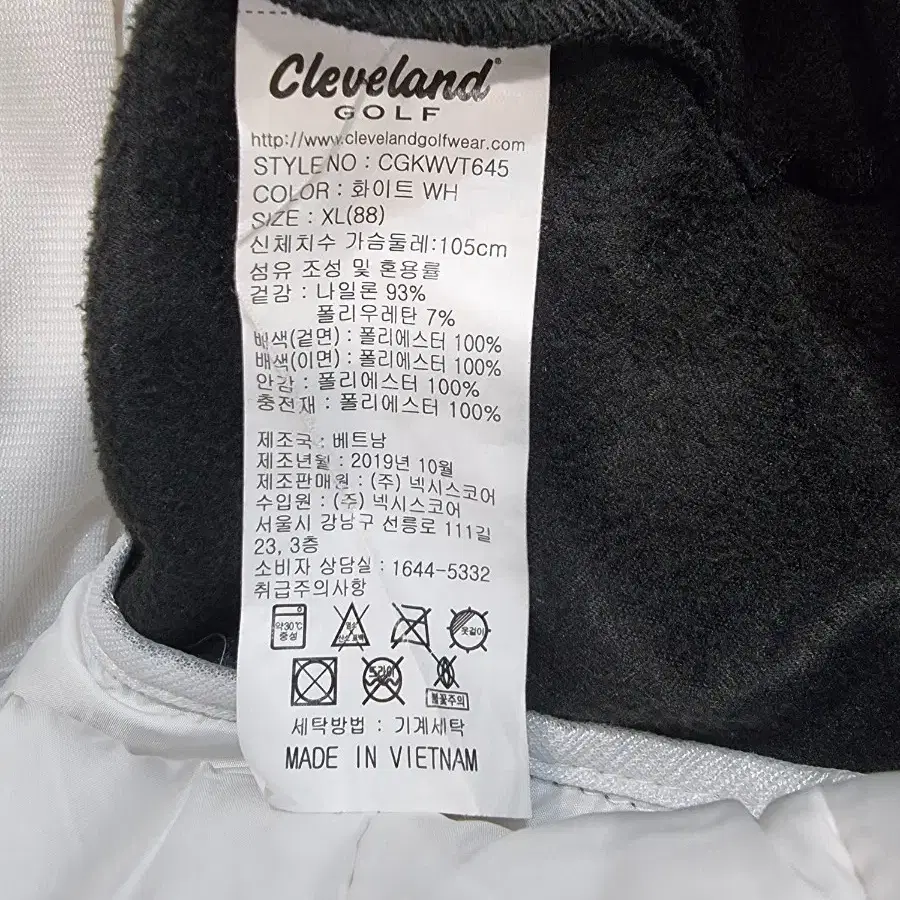 Cleveland
GOLF
http://www.clevelandgolfwear.com
STYLE NO : CGKWVT645
COLOR : 화이트 WH
SIZE : XL(88)
신체치수 가슴둘레:105cm
섬유 조성 및 혼용률
겉감 : 나일론 93%
폴리우레탄 7%
배색(겉면) : 폴리에스터 100%
배색(이면) : 폴리에스터 100%
안감 : 폴리에스터 100%
충전재 : 폴리에스터 100%
제조국 : 베트남
제조년월 : 2019년 10월
제조판매원 : (주) 넥시스코어
수입원 : (주) 넥시스코어
서울시 강남구 선릉로 111길
23, 3층
소비자 상담실 : 1644-5332
취급주의사항
약30℃
중성
산소 표백
옷걸이
드라이
불꽃주의
세탁방법 : 기계세탁
MADE IN VIETNAM